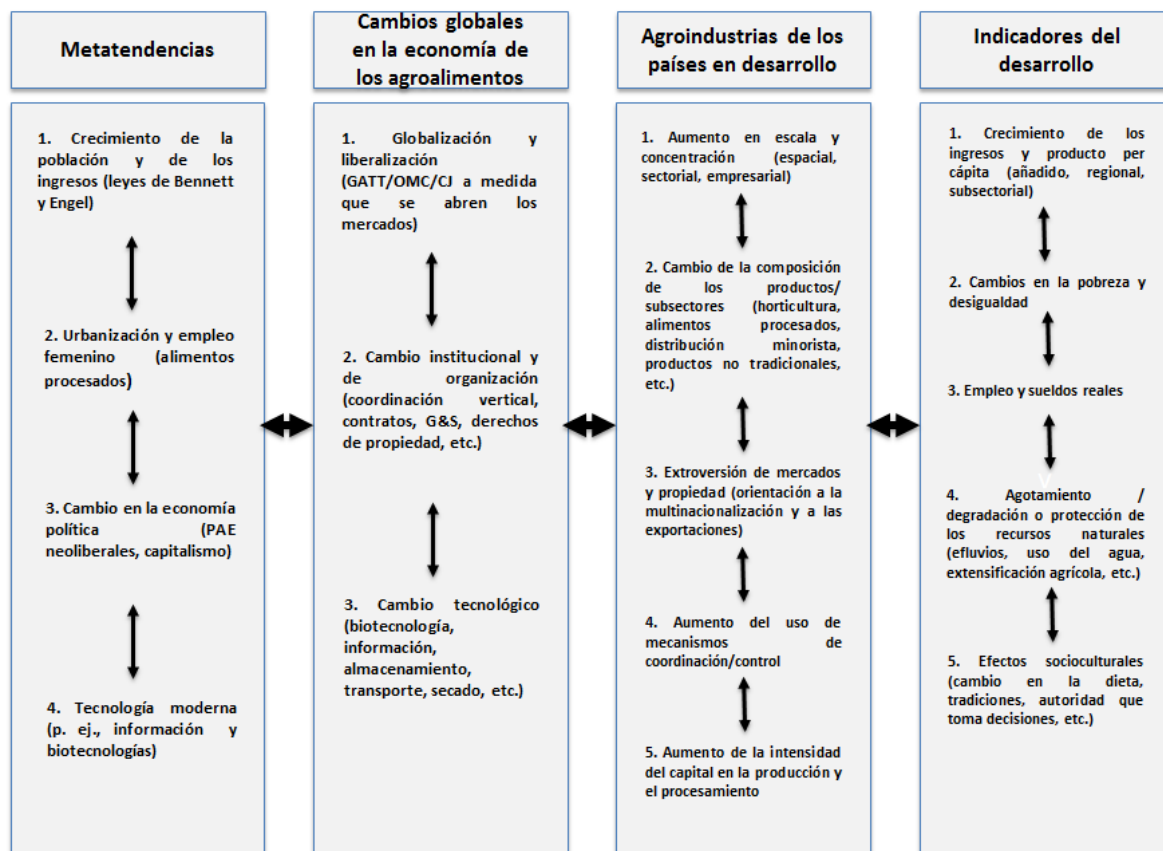 Metatendencias
1. Crecimiento de la
población y de los
ingresos (leyes de Bennett
y Engel)
2. Urbanización y empleo
femenino (alimentos
procesados)
3. Cambio en la economía
política (PAE
neoliberales, capitalismo)
4. Tecnología moderna
(p. ej., información y
biotecnologías)
Cambios globales
en la economía de
los agroalimentos
1. Globalización y
liberalización
(GATT/OMC/CJ a medida
que se abren los
mercados)
2. Cambio institucional y
de organización
(coordinación vertical,
contratos, G&S, derechos
de propiedad, etc.)
3. Cambio tecnológico
(biotecnología,
información,
almacenamiento,
transporte, secado, etc.)
Agroindustrias de los
países en desarrollo
1. Aumento en escala y
concentración (espacial,
sectorial, empresarial)
2. Cambio de la composición
de los productos/
subsectores (horticultura,
alimentos procesados,
distribución minorista,
productos no tradicionales,
etc.)
3. Extroversión de mercados
y propiedad (orientación a la
multinacionalización y a las
exportaciones)
4. Aumento del uso de
mecanismos de
coordinación/control
5. Aumento de la intensidad
del capital en la producción y
el procesamiento
Indicadores del
desarrollo
1. Crecimiento de los
ingresos y producto per
cápita (añadido, regional,
subsectorial)
2. Cambios en la pobreza y
desigualdad
3. Empleo y sueldos reales
V
4. Agotamiento /
degradación o protección de
los recursos naturales
(efluvios, uso del agua,
extensificación agrícola, etc.)
5. Efectos socioculturales
(cambio en la dieta,
tradiciones, autoridad que
toma decisiones, etc.)